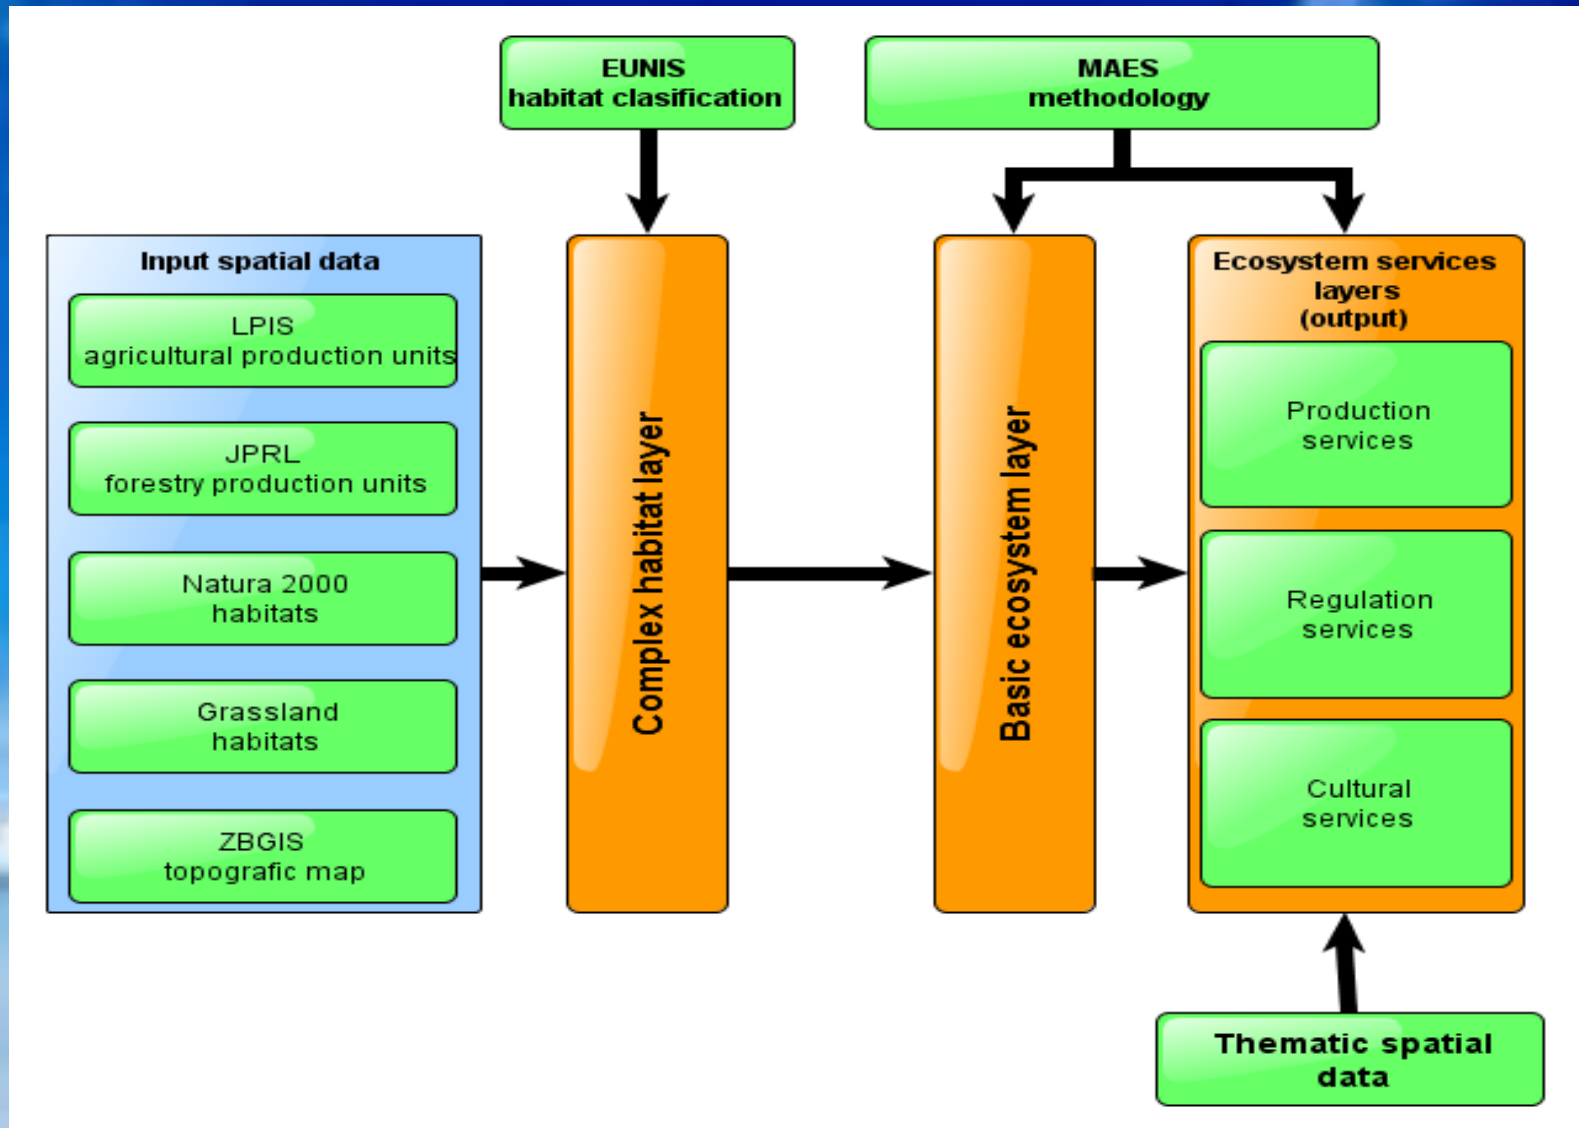 EUNIS
habitat clasification
MAES
methodology
Input spatial data
LPIS
agricultural production units
JPRL
forestry production units
Natura 2000
habitats
Grassland
habitats
ZBGIS
topografic map
Complex habitat layer
Basic ecosystem layer
Ecosystem services
layers
(output)
Production
services
Regulation
services
Cultural
services
Thematic spatial
data